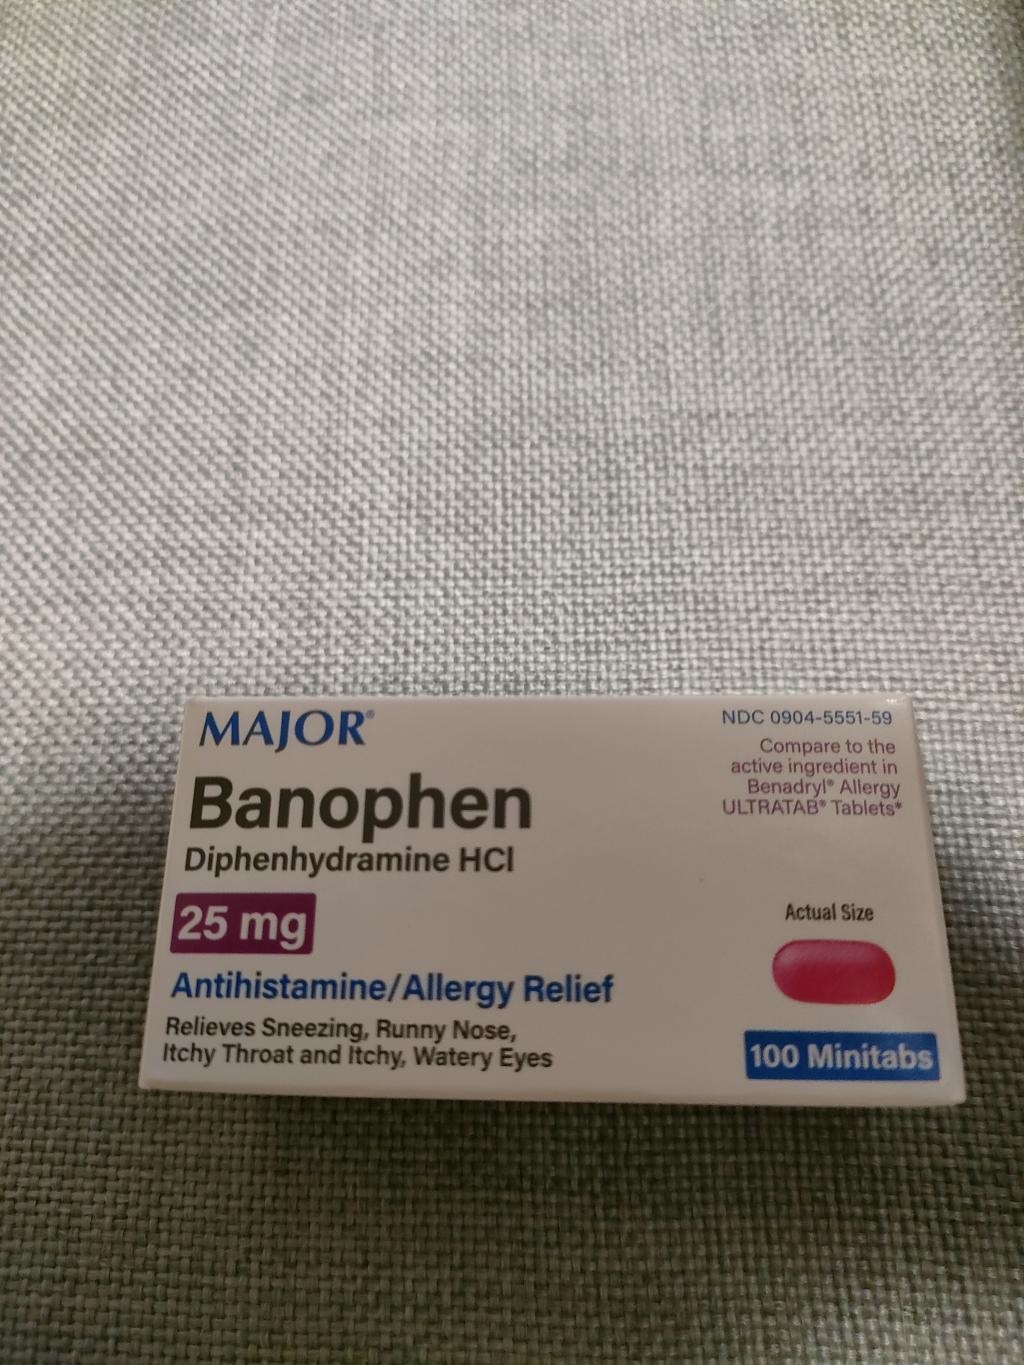 MAJOR®
Banophen
Diphenhydramine HCl
25 mg
Antihistamine/Allergy Relief
Relieves Sneezing, Runny Nose,
Itchy Throat and Itchy, Watery Eyes
NDC 0904-5551-59
Compare to the
active ingredient in
Benadryl® Allergy
ULTRATAB® Tablets*
Actual Size
100 Minitabs